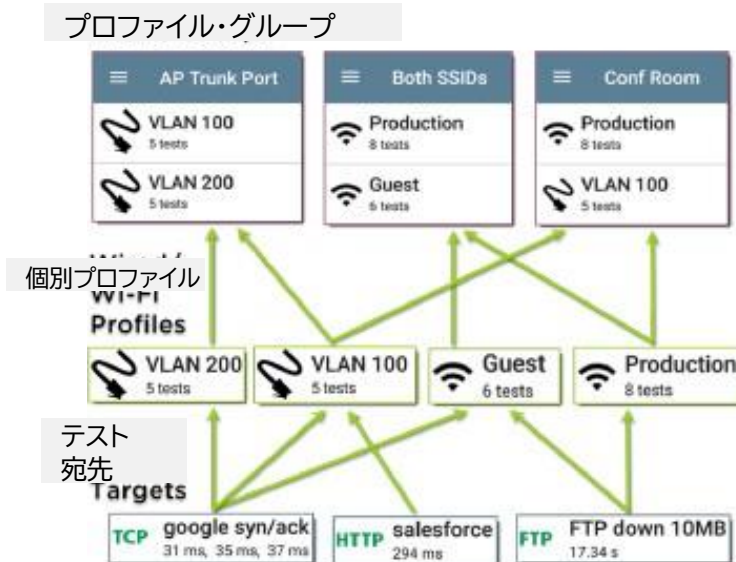 プロファイル・グループ
AP Trunk Port
VLAN 100
5 tests
VLAN 200
5 tests
Both SSIDs
Production
8 tests
Guest
6 tests
Conf Room
Production
8 tests
VLAN 100
5 tests
個別プロファイル
Wi-Fi
Profiles
VLAN 200
5 tests
VLAN 100
5 tests
Guest
6 tests
Production
8 tests
テスト
宛先
Targets
TCP google syn/ack
31 ms, 35 ms, 37 ms
HTTP salesforce
294 ms
FTP FTP down 10MB
17.34 s